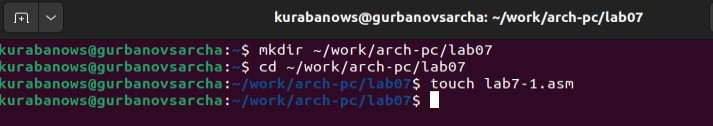 kurabanows@gurbanovsarcha: ~/work/arch-pc/lab07
kurabanows@gurbanovsarcha:~$ mkdir ~/work/arch-pc/lab07
kurabanows@gurbanovsarcha:~$ cd ~/work/arch-pc/lab07
kurabanows@gurbanovsarcha:~/work/arch-pc/lab07$ touch lab7-1.asm
kurabanows@gurbanovsarcha:~/work/arch-pc/lab07$